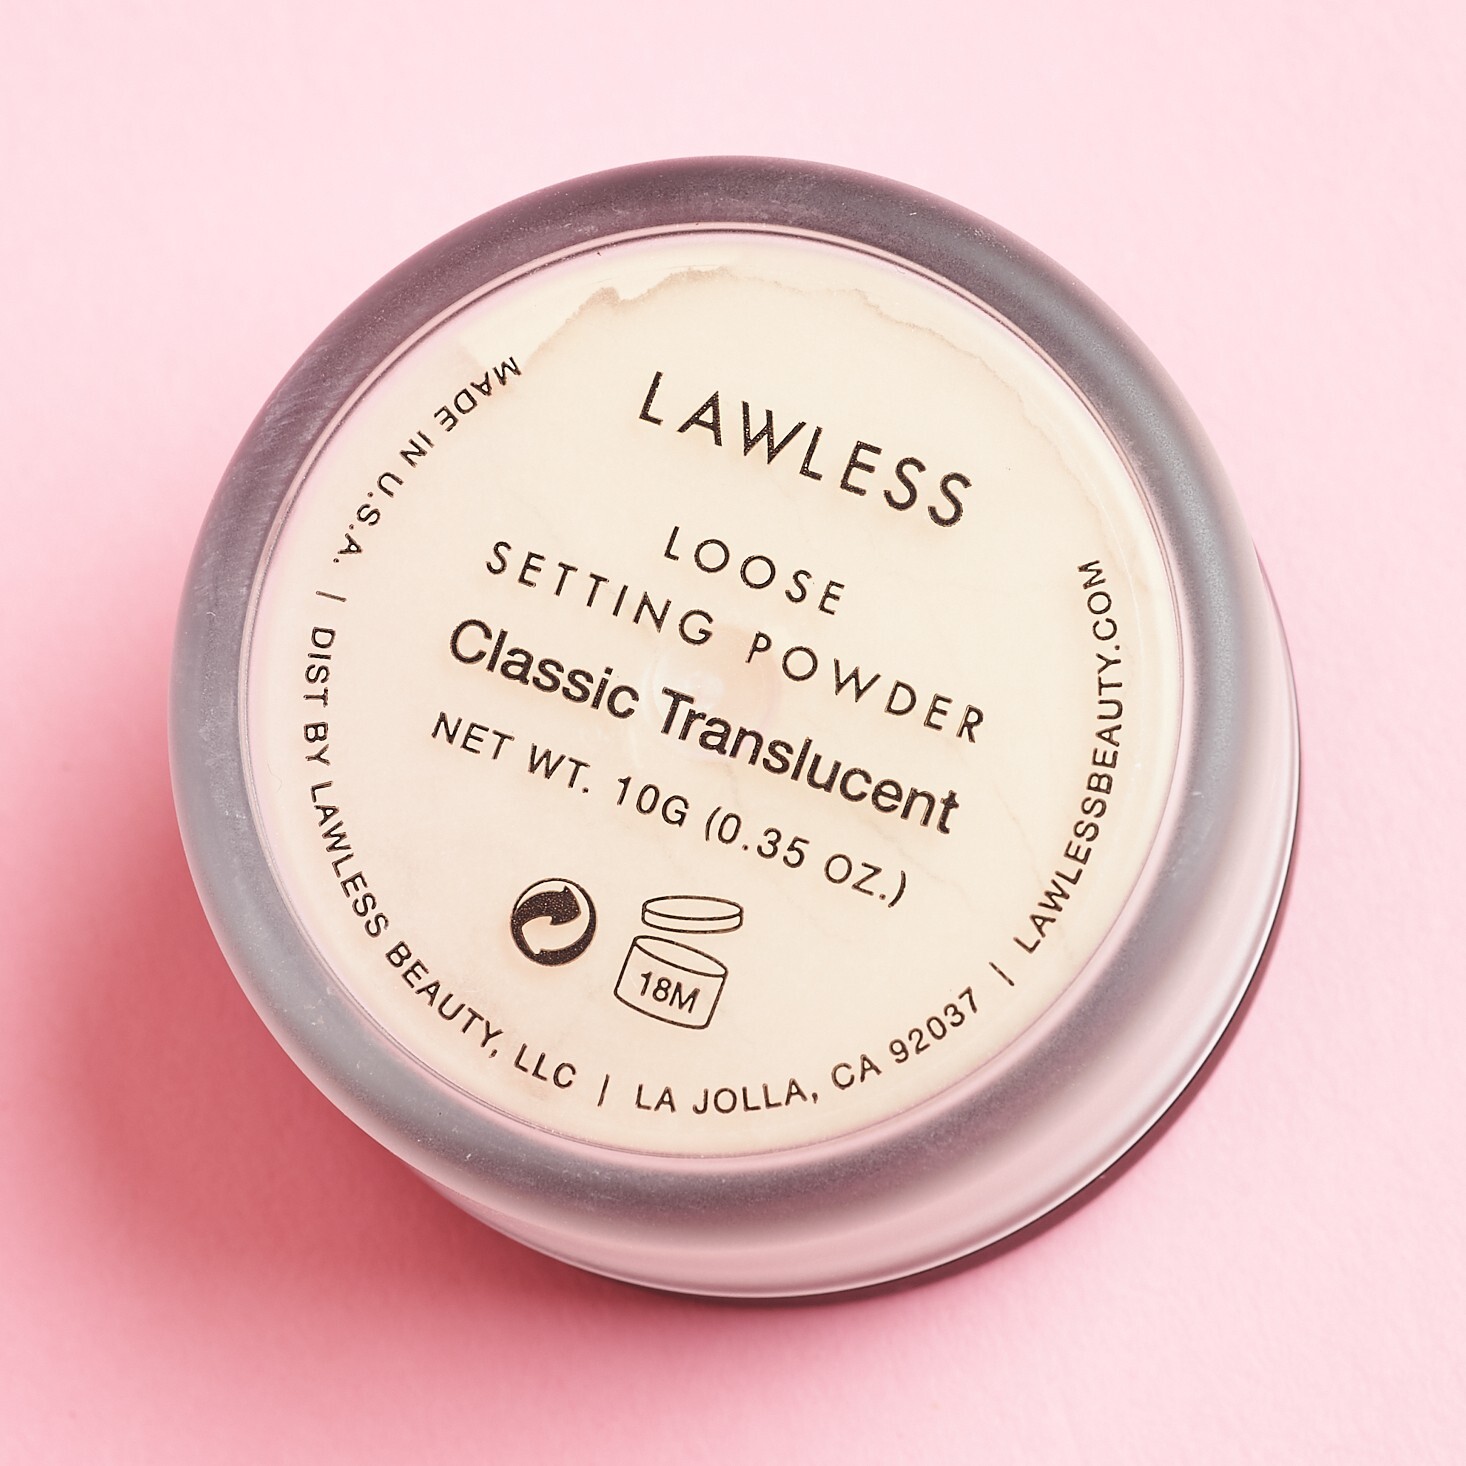 LAWLESS
LOOSE
SETTING POWDER
Classic Translucent
NET WT. 10G (0.35 OZ.)
18M
MADE IN U.S.A. | DIST BY LAWLESS BEAUTY, LLC | LA JOLLA, CA 92037 | LAWLESSBEAUTY.COM